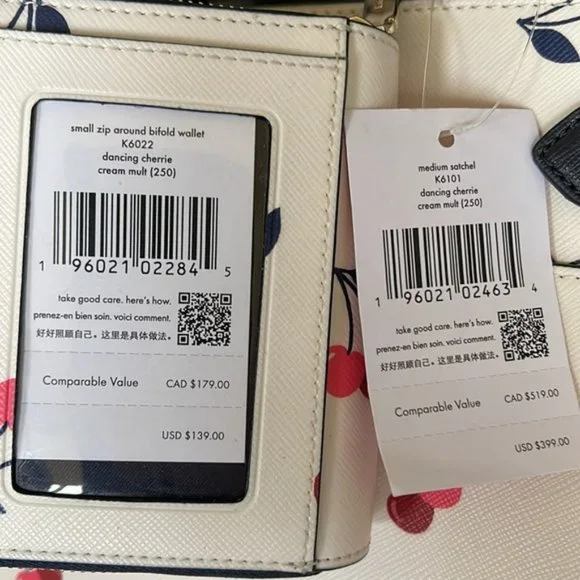 small zip around bifold wallet
K6022
dancing cherrie
cream mult (250)
1 96021 02284 5
take good care. here's how.
prenez-en bien soin. voici comment.
好好照顾自己。这里是具体做法。
Comparable Value CAD $179.00
USD $139.00
medium satchel
K6101
dancing cherrie
cream mult (250)
1 96021 02463 4
take good care. here's how.
prenez-en bien soin. voici comment.
好好照顾自己。这里是具体做法。
Comparable Value CAD $519.00
USD $399.00